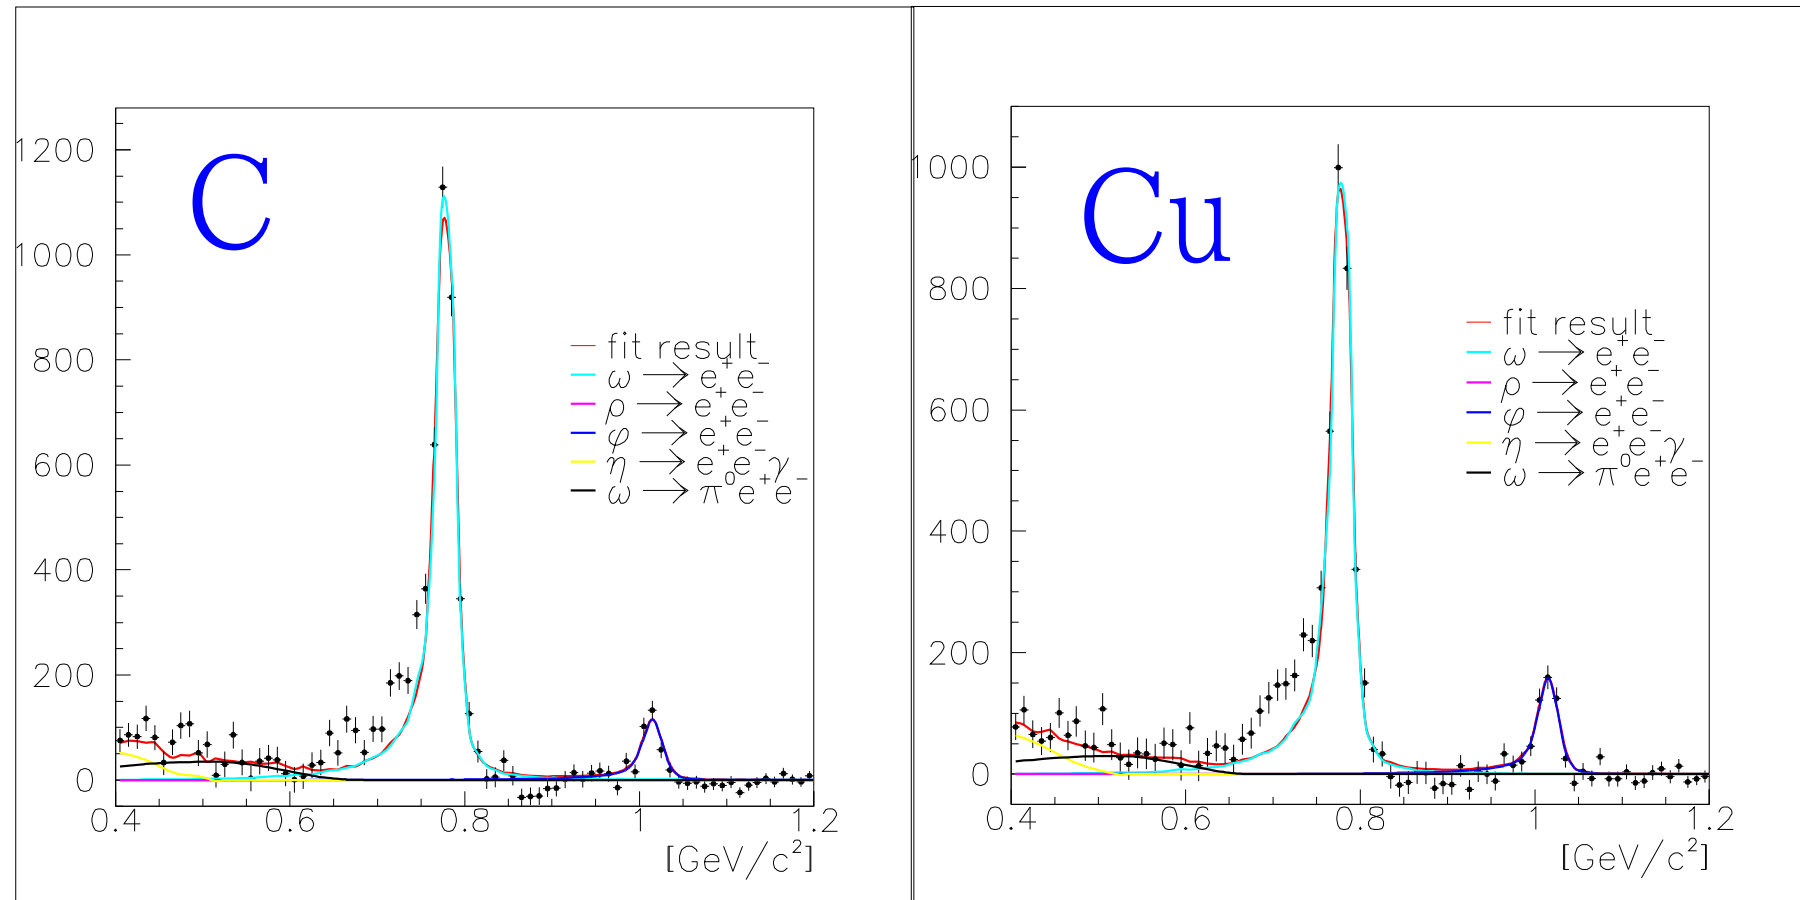 C
1200
1000
800
600
400
200
0
0.4 0.6 0.8 1 1.2
[GeV/c²]
fit result
ω → e⁺e⁻
ρ → e⁺e⁻
φ → e⁺e⁻
η → e⁺e⁻γ
ω → π⁰e⁺e⁻
Cu
1000
800
600
400
200
0
0.4 0.6 0.8 1 1.2
[GeV/c²]
fit result
ω → e⁺e⁻
ρ → e⁺e⁻
φ → e⁺e⁻
η → e⁺e⁻γ
ω → π⁰e⁺e⁻